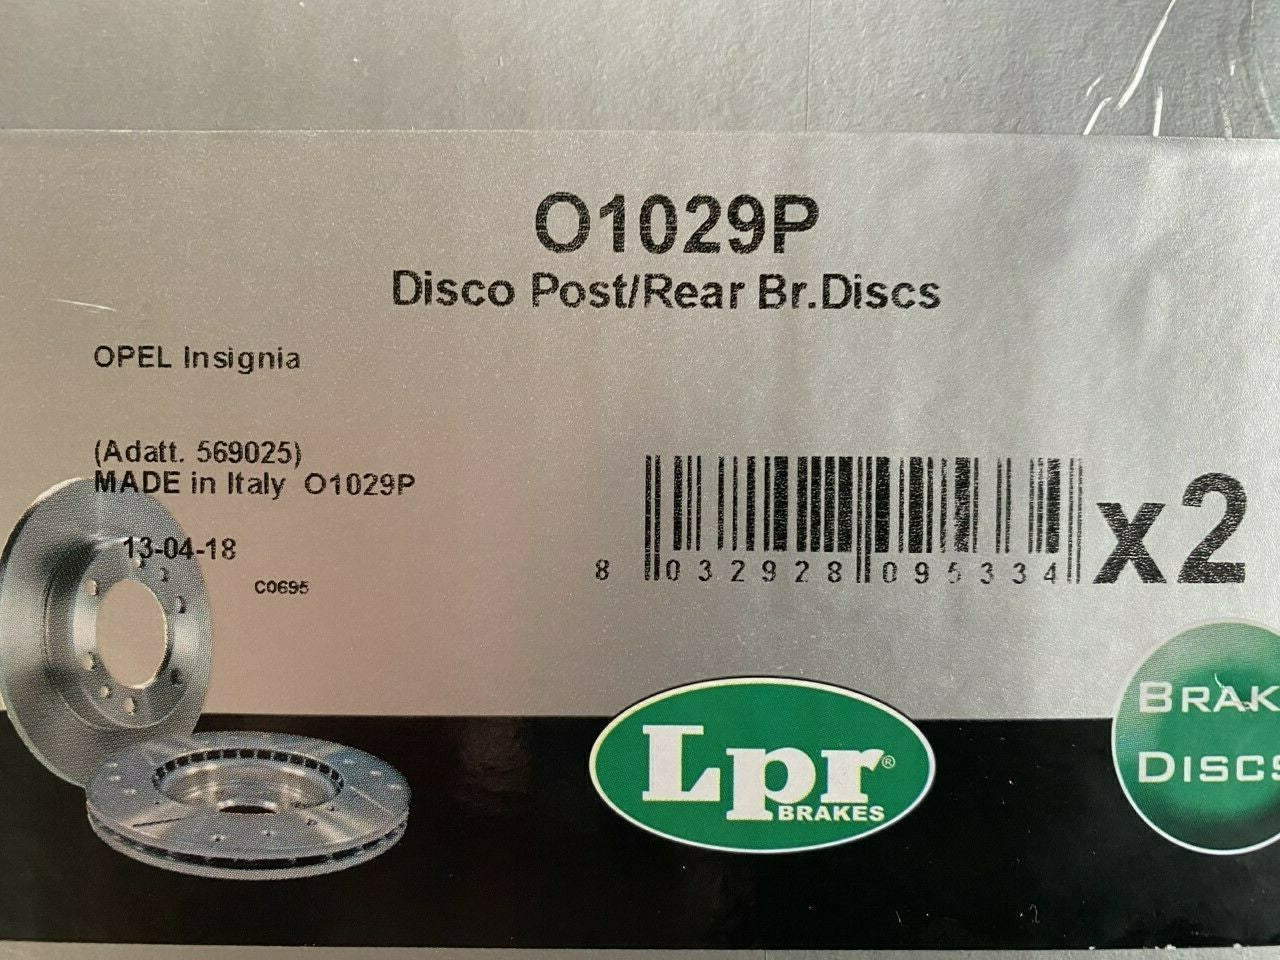 O1029P
Disco Post/Rear Br.Discs
OPEL Insignia
(Adatt. 569025)
MADE in Italy O1029P
13-04-18
C0695
8 032928 095334
x2
Lpr®
BRAKES
BRAK
DISCS